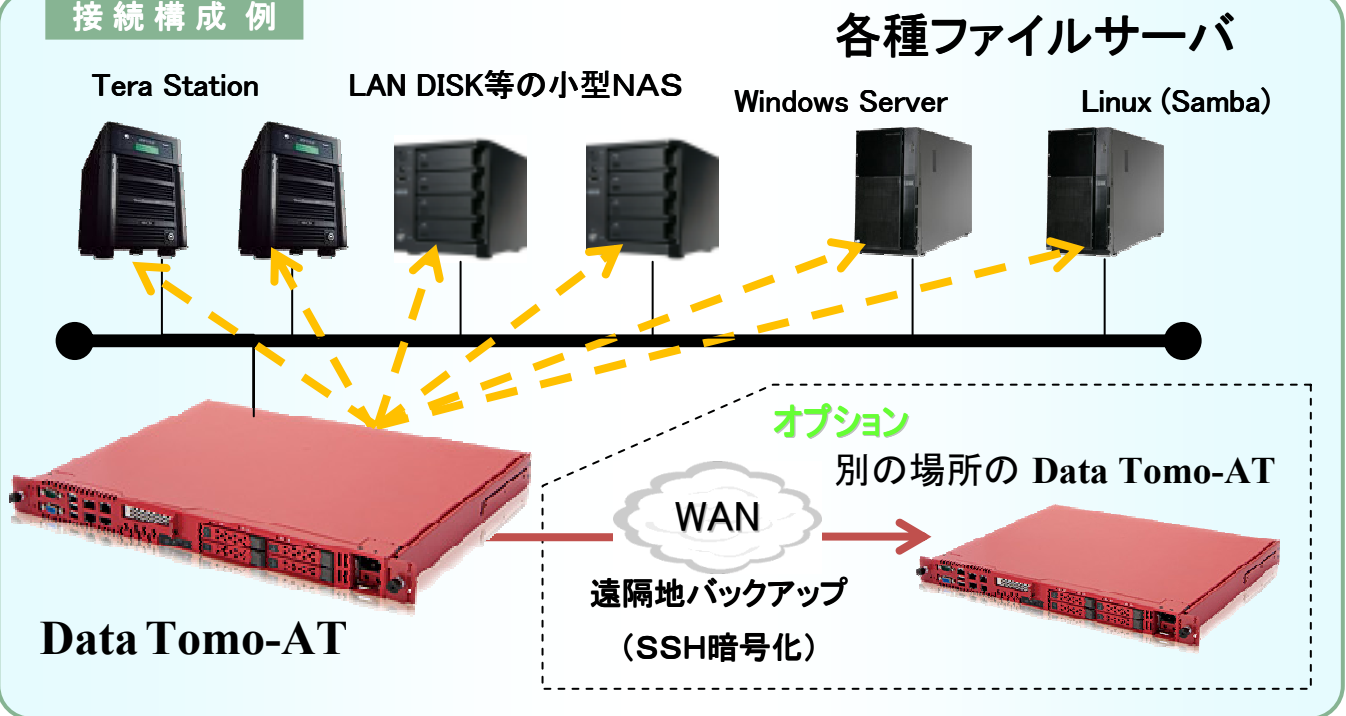 接続構成 例
各種ファイルサーバ
Tera Station
LAN DISK等の小型NAS
Windows Server
Linux (Samba)
オプション
別の場所の Data Tomo-AT
WAN
遠隔地バックアップ
(SSH暗号化)
Data Tomo-AT